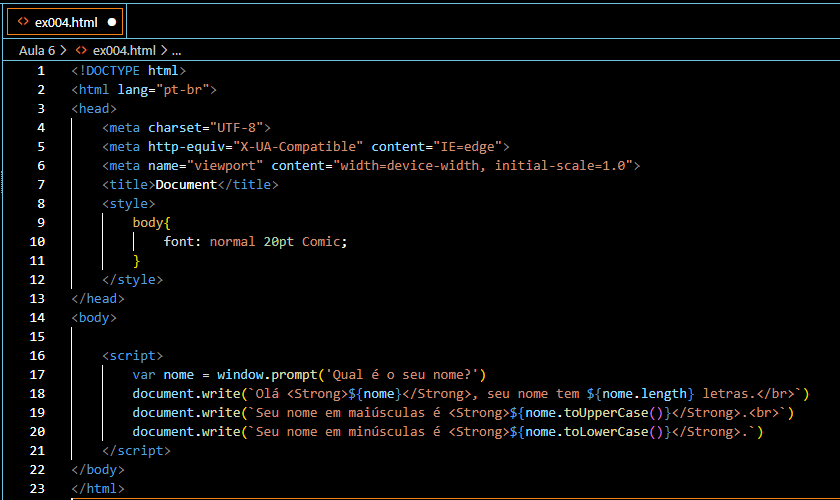 <> ex004.html ●
Aula 6 > <> ex004.html > ...
1 <!DOCTYPE html>
2 <html lang="pt-br">
3 <head>
4 <meta charset="UTF-8">
5 <meta http-equiv="X-UA-Compatible" content="IE=edge">
6 <meta name="viewport" content="width=device-width, initial-scale=1.0">
7 <title>Document</title>
8 <style>
9 body{
10 font: normal 20pt Comic;
11 }
12 </style>
13 </head>
14 <body>
15
16 <script>
17 var nome = window.prompt('Qual é o seu nome?')
18 document.write(`Olá <Strong>${nome}</Strong>, seu nome tem ${nome.length} letras.</br>`)
19 document.write(`Seu nome em maiúsculas é <Strong>${nome.toUpperCase()}</Strong>.<br>`)
20 document.write(`Seu nome em minúsculas é <Strong>${nome.toLowerCase()}</Strong>.`)
21 </script>
22 </body>
23 </html>